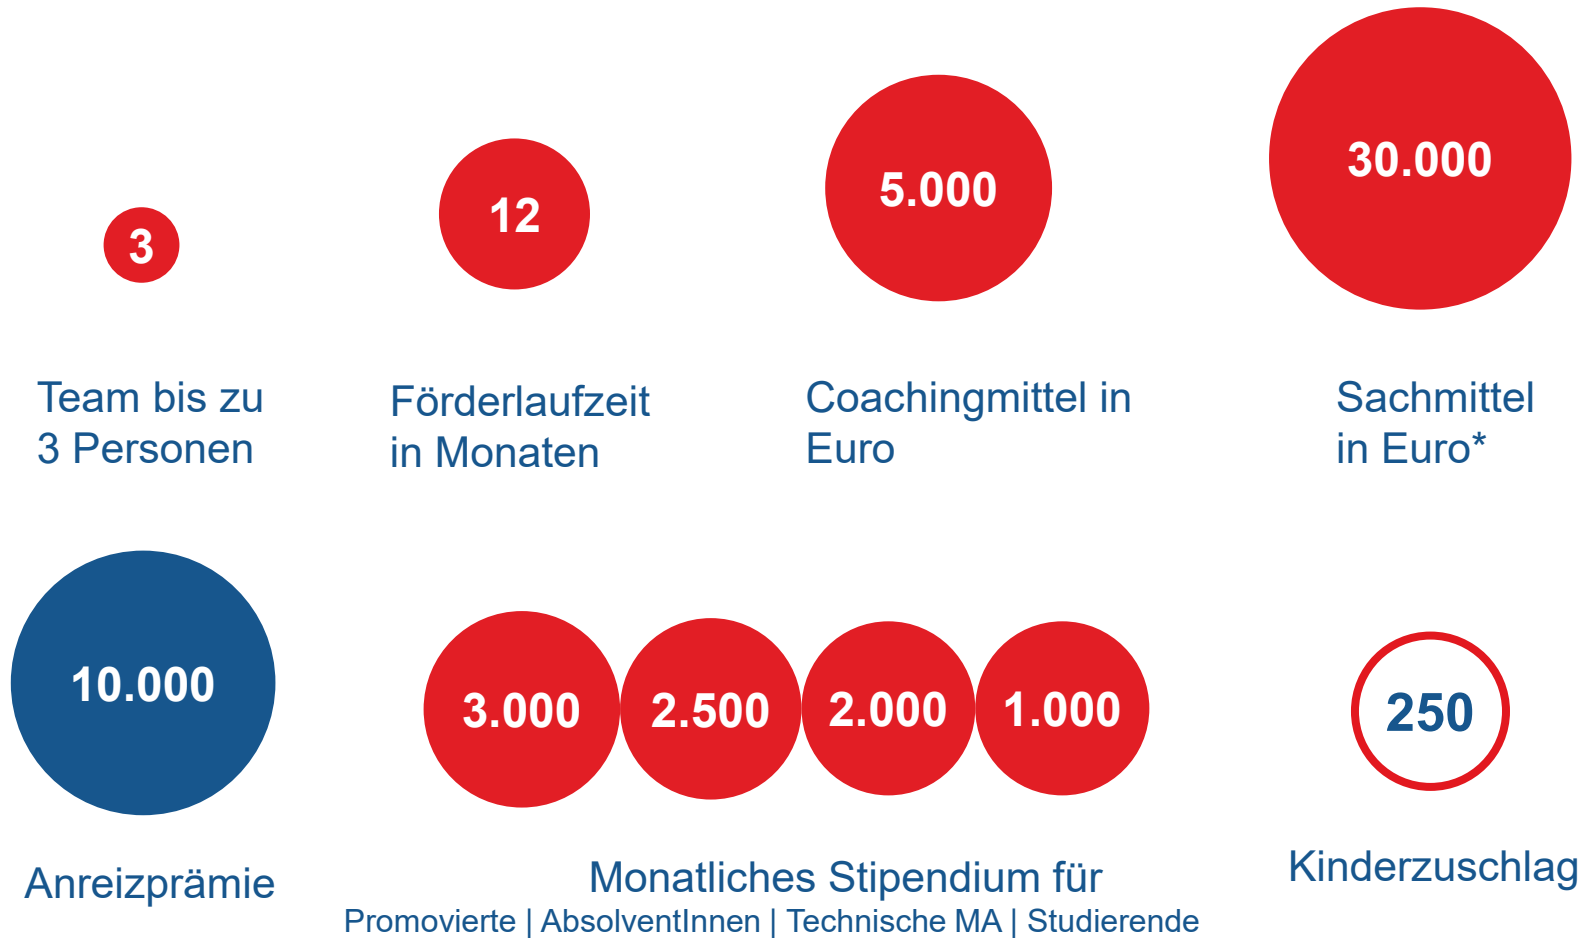 3
12
5.000
30.000
Team bis zu
3 Personen
Förderlaufzeit
in Monaten
Coachingmittel in
Euro
Sachmittel
in Euro*
10.000
3.000
2.500
2.000
1.000
250
Anreizprämie
Monatliches Stipendium für
Promovierte | AbsolventInnen | Technische MA | Studierende
Kinderzuschlag